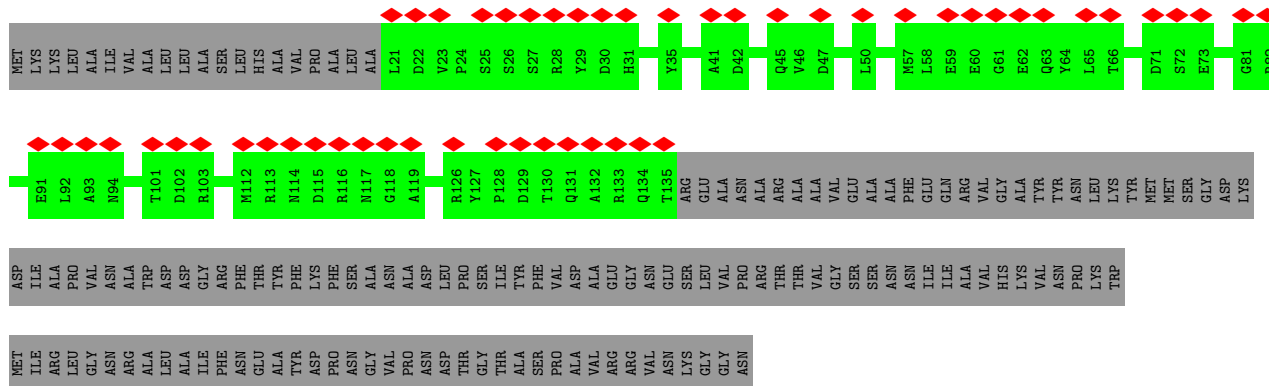 MET LYS LYS LEU ALA ILE VAL ALA LEU LEU ALA SER LEU HIS ALA VAL PRO ALA LEU ALA L21 D22 V23 P24 S25 S26 S27 R28 Y29 D30 H31 Y35 A41 D42 Q45 V46 D47 L50 M57 L58 E59 E60 G61 E62 Q63 Y64 L65 T66 D71 S72 E73 G81
E91 L92 A93 N94 T101 D102 R103 M112 R113 N114 D115 R116 N117 G118 A119 R126 Y127 P128 D129 T130 Q131 A132 R133 Q134 T135 ARG GLU ALA ASN ALA ARG ALA ALA VAL GLU ALA ALA PHE GLU GLN ARG VAL GLY ALA TYR TYR ASN LEU LYS TYR MET MET SER GLY ASP LYS
ASP ILE ALA PRO VAL ASN ALA TRP ASP ASP GLY ARG PHE THR TYR PHE LYS PHE SER ALA ASN ALA ASP LEU PRO SER ILE TYR PHE VAL ASP ALA GLU GLY ASN GLU SER LEU VAL PRO ARG THR THR VAL GLY SER SER ASN ASN ILE ILE ALA VAL HIS LYS VAL ASN PRO LYS TRP
MET ILE ARG LEU GLY ASN ARG ALA LEU ALA ILE PHE ASN GLU ALA TYR ASP PRO ASN GLY VAL PRO ASN ASP THR GLY THR ALA SER PRO ALA VAL ARG ARG VAL ASN LYS GLY GLY ASN